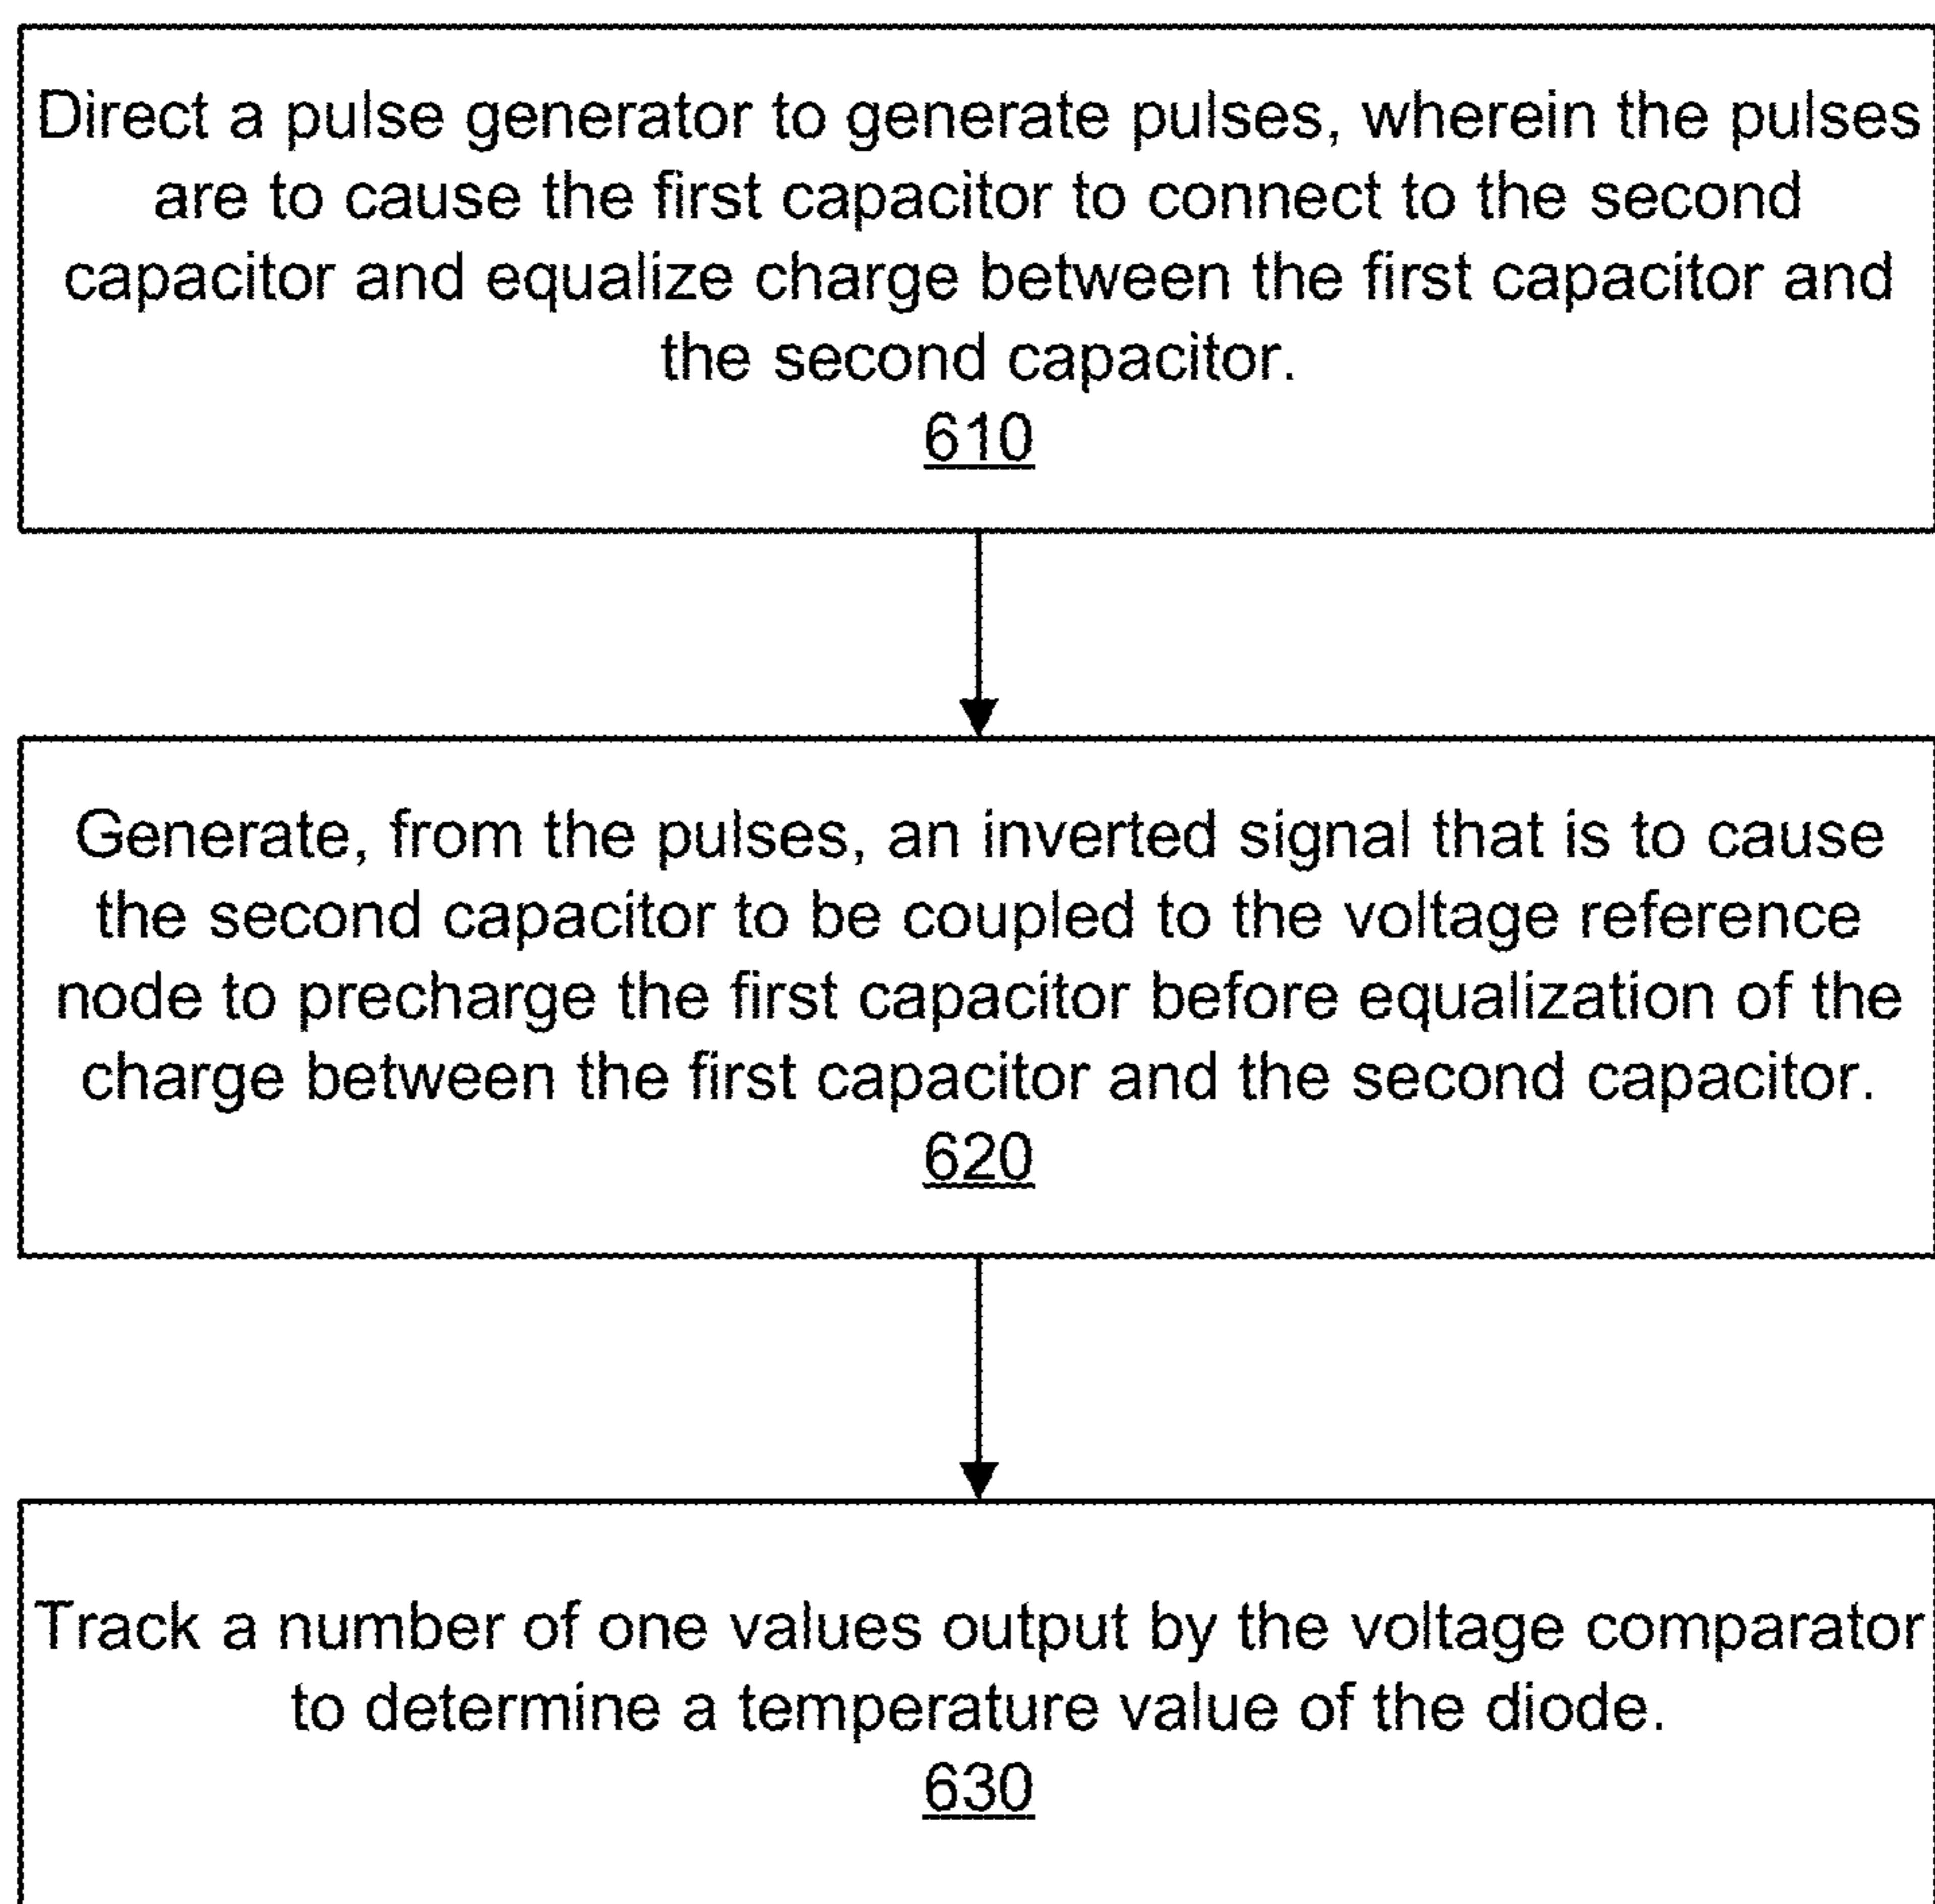 Direct a pulse generator to generate pulses, wherein the pulses
are to cause the first capacitor to connect to the second
capacitor and equalize charge between the first capacitor and
the second capacitor.
610
Generate, from the pulses, an inverted signal that is to cause
the second capacitor to be coupled to the voltage reference
node to precharge the first capacitor before equalization of the
charge between the first capacitor and the second capacitor.
620
Track a number of one values output by the voltage comparator
to determine a temperature value of the diode.
630